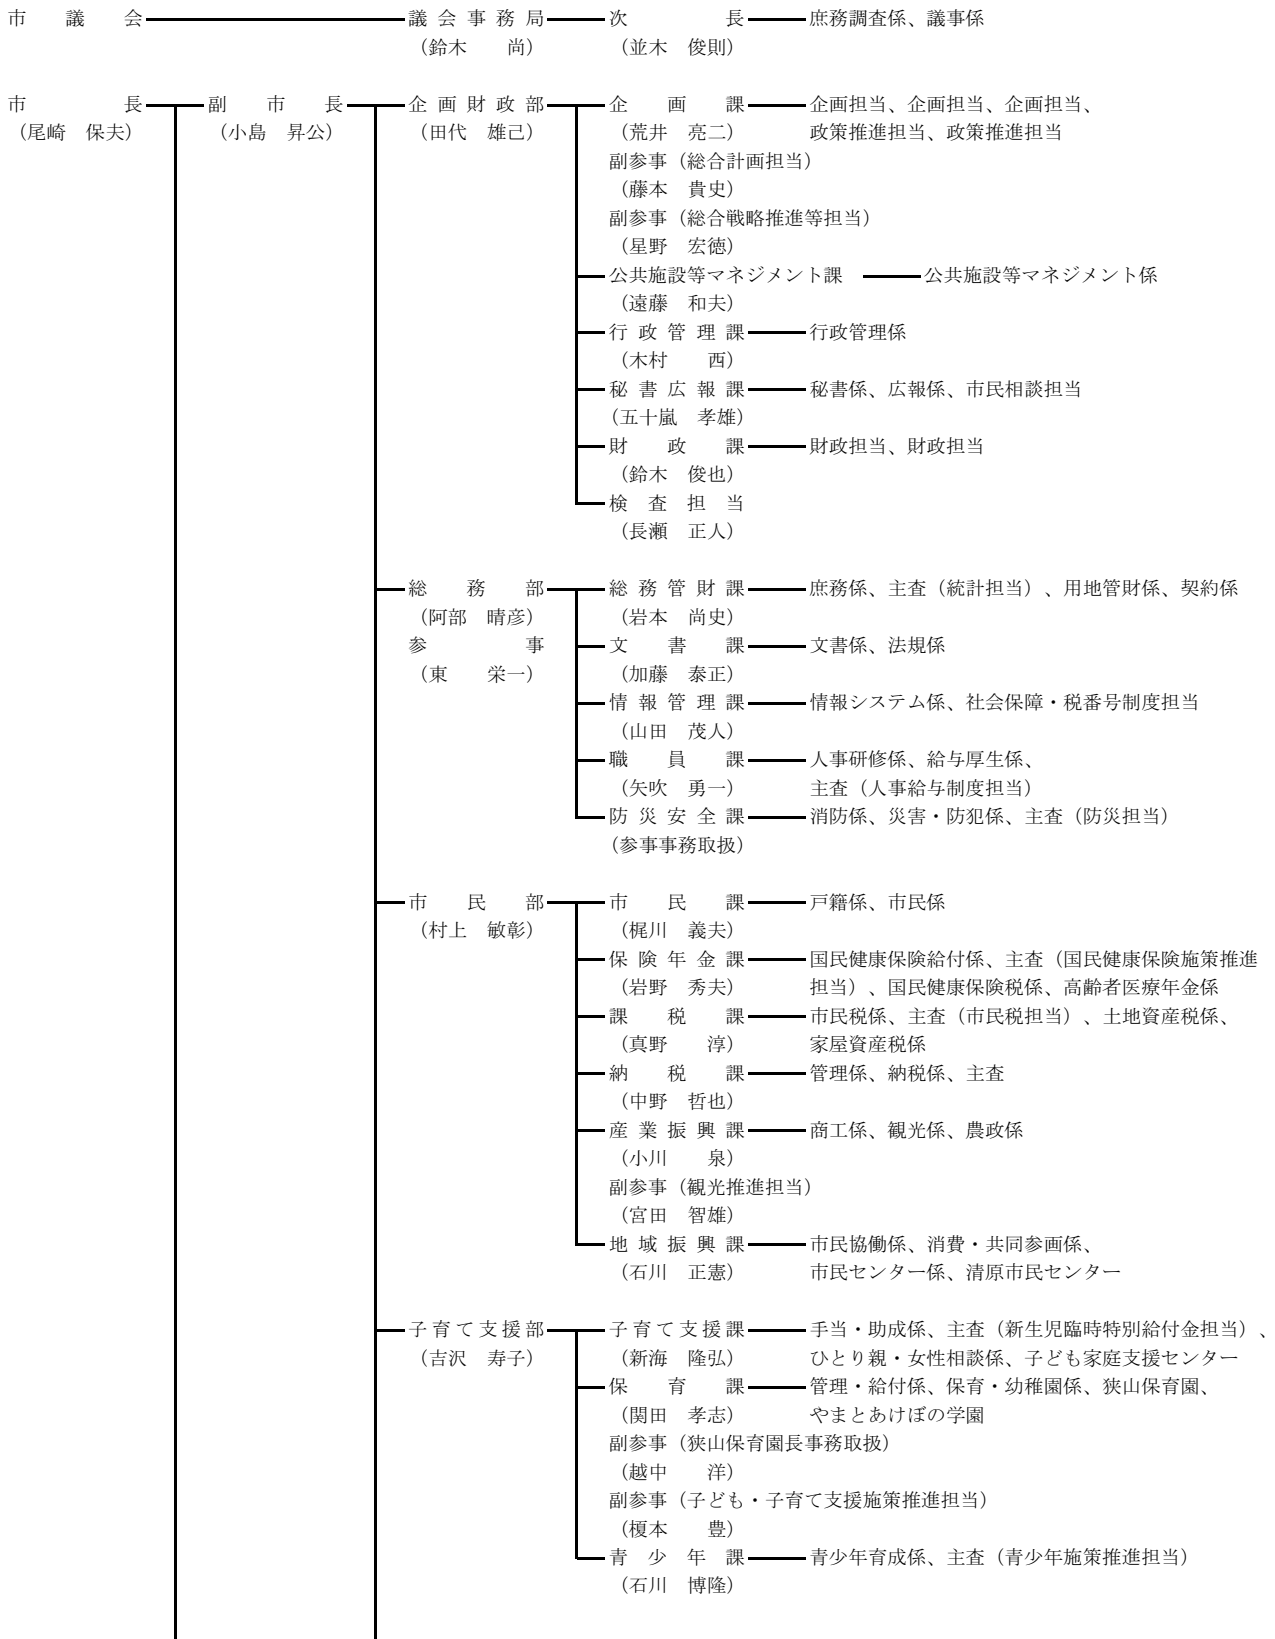 市議会 議会事務局 次長 庶務調査係、議事係
（鈴木　尚） （並木　俊則）
市長 副市長 企画財政部 企画課 企画担当、企画担当、企画担当、
（尾崎　保夫） （小島　昇公） （田代　雄己） （荒井　亮二） 政策推進担当、政策推進担当
副参事（総合計画担当）
（藤本　貴史）
副参事（総合戦略推進等担当）
（星野　宏徳）
公共施設等マネジメント課 公共施設等マネジメント係
（遠藤　和夫）
行政管理課 行政管理係
（木村　西）
秘書広報課 秘書係、広報係、市民相談担当
（五十嵐　孝雄）
財政課 財政担当、財政担当
（鈴木　俊也）
検査担当
（長瀬　正人）
総務部 総務管財課 庶務係、主査（統計担当）、用地管財係、契約係
（阿部　晴彦） （岩本　尚史）
参事 文書課 文書係、法規係
（東　栄一） （加藤　泰正）
情報管理課 情報システム係、社会保障・税番号制度担当
（山田　茂人）
職員課 人事研修係、給与厚生係、
（矢吹　勇一） 主査（人事給与制度担当）
防災安全課 消防係、災害・防犯係、主査（防災担当）
（参事事務取扱）
市民部 市民課 戸籍係、市民係
（村上　敏彰） （梶川　義夫）
保険年金課 国民健康保険給付係、主査（国民健康保険施策推進
（岩野　秀夫） 担当）、国民健康保険税係、高齢者医療年金係
課税課 市民税係、主査（市民税担当）、土地資産税係、
（真野　淳） 家屋資産税係
納税課 管理係、納税係、主査
（中野　哲也）
産業振興課 商工係、観光係、農政係
（小川　泉）
副参事（観光推進担当）
（宮田　智雄）
地域振興課 市民協働係、消費・共同参画係、
（石川　正憲） 市民センター係、清原市民センター
子育て支援部 子育て支援課 手当・助成係、主査（新生児臨時特別給付金担当）、
（吉沢　寿子） （新海　隆弘） ひとり親・女性相談係、子ども家庭支援センター
保育課 管理・給付係、保育・幼稚園係、狭山保育園、
（関田　孝志） やまとあけぼの学園
副参事（狭山保育園長事務取扱）
（越中　洋）
副参事（子ども・子育て支援施策推進担当）
（榎本　豊）
青少年課 青少年育成係、主査（青少年施策推進担当）
（石川　博隆）